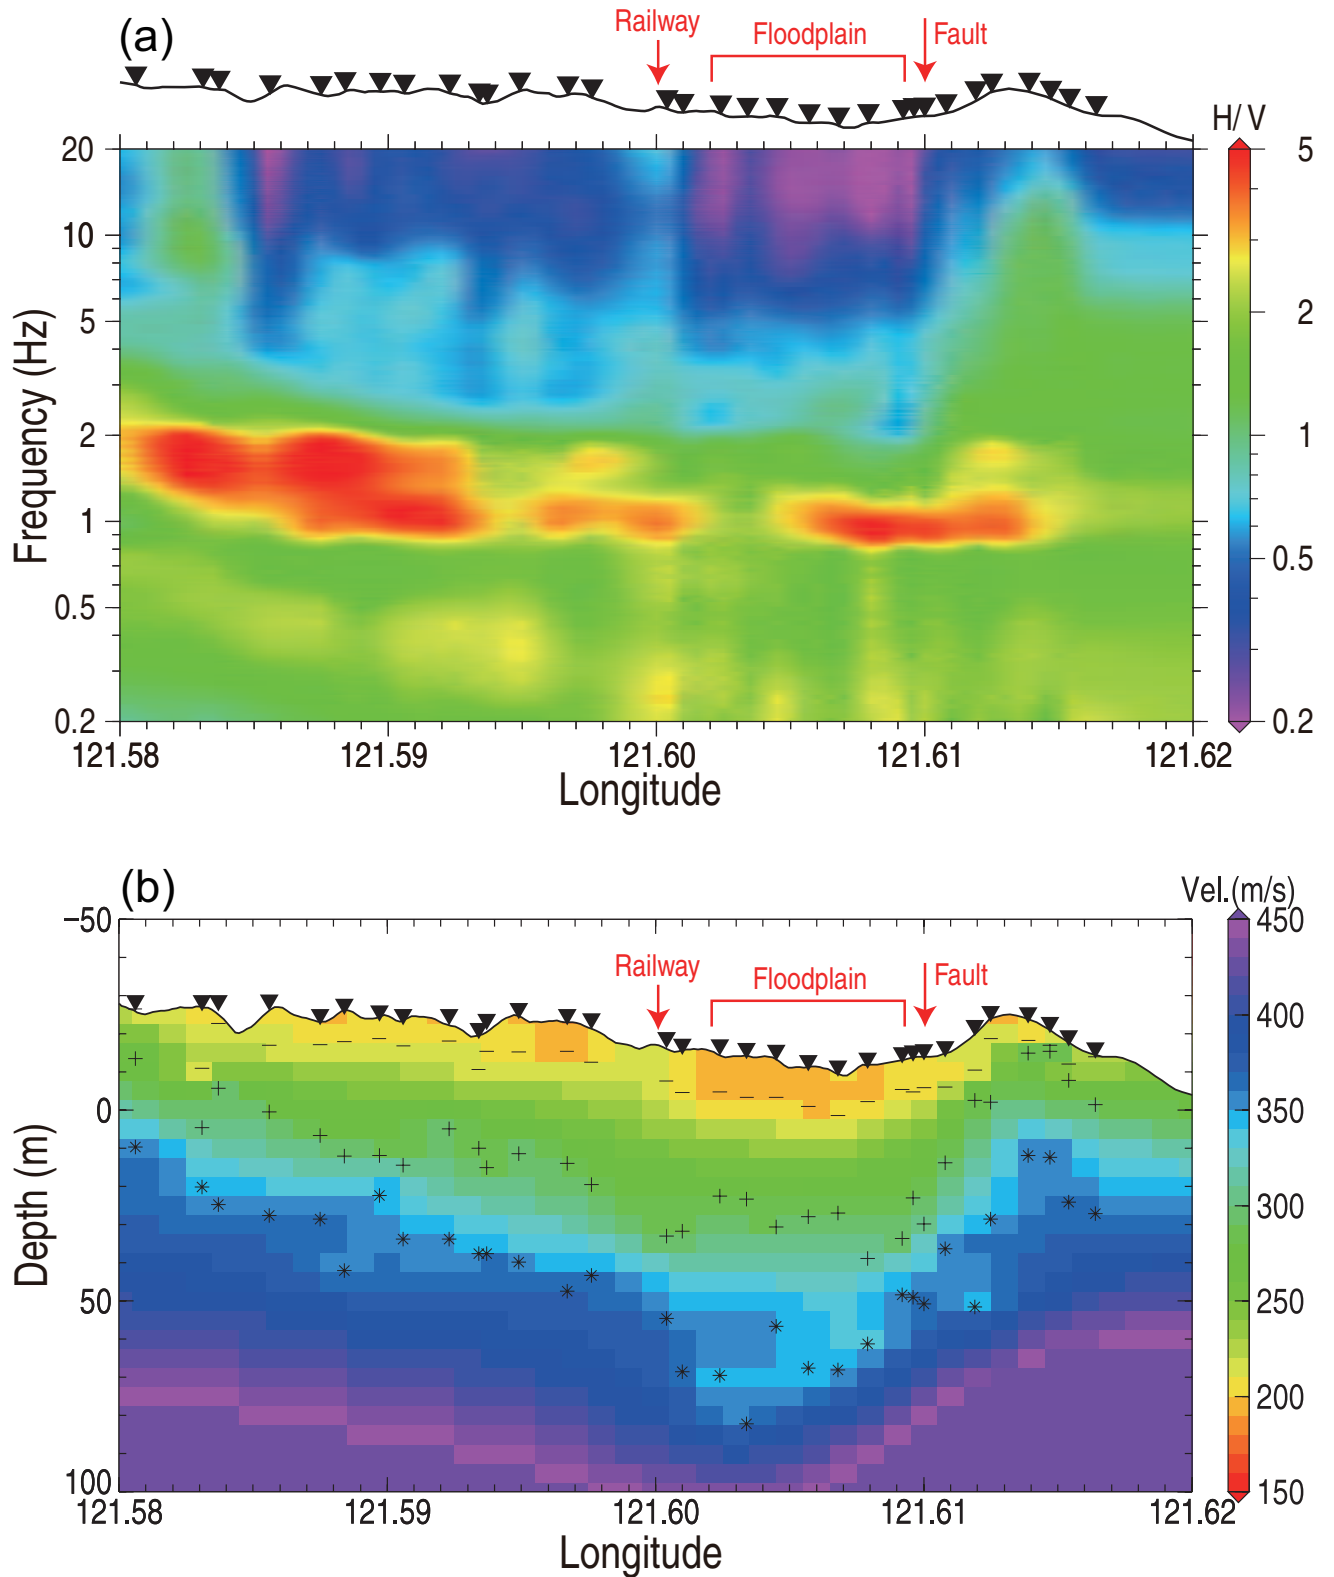 (a)
Railway
Floodplain
Fault
H/ V
20
10
5
2
1
0.5
0.2
Frequency (Hz)
5
2
1
0.5
0.2
121.58
121.59
121.60
121.61
121.62
Longitude
(b)
Vel.(m/s)
Railway
Floodplain
Fault
−50
0
50
100
Depth (m)
450
400
350
300
250
200
150
121.58
121.59
121.60
121.61
121.62
Longitude